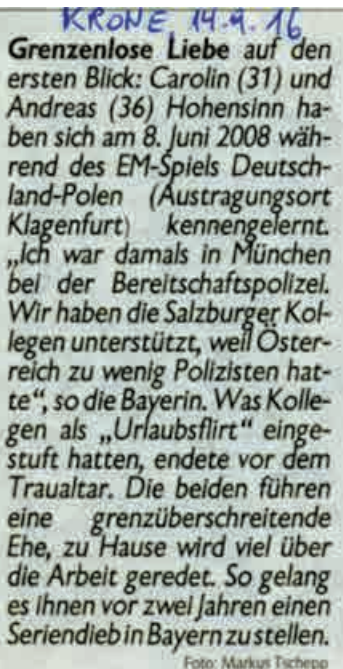 KRONE, 14.9.16
Grenzenlose Liebe auf den
ersten Blick: Carolin (31) und
Andreas (36) Hohensinn ha-
ben sich am 8. Juni 2008 wäh-
rend des EM-Spiels Deutsch-
land-Polen (Austragungsort
Klagenfurt) kennengelernt.
„Ich war damals in München
bei der Bereitschaftspolizei.
Wir haben die Salzburger Kol-
legen unterstützt, weil Öster-
reich zu wenig Polizisten hat-
te“, so die Bayerin. Was Kolle-
gen als „Urlaubsflirt“ einge-
stuft hatten, endete vor dem
Traualtar. Die beiden führen
eine grenzüberschreitende
Ehe, zu Hause wird viel über
die Arbeit geredet. So gelang
es ihnen vor zwei Jahren einen
Seriendieb in Bayern zu stellen.
Foto: Markus Tschepp